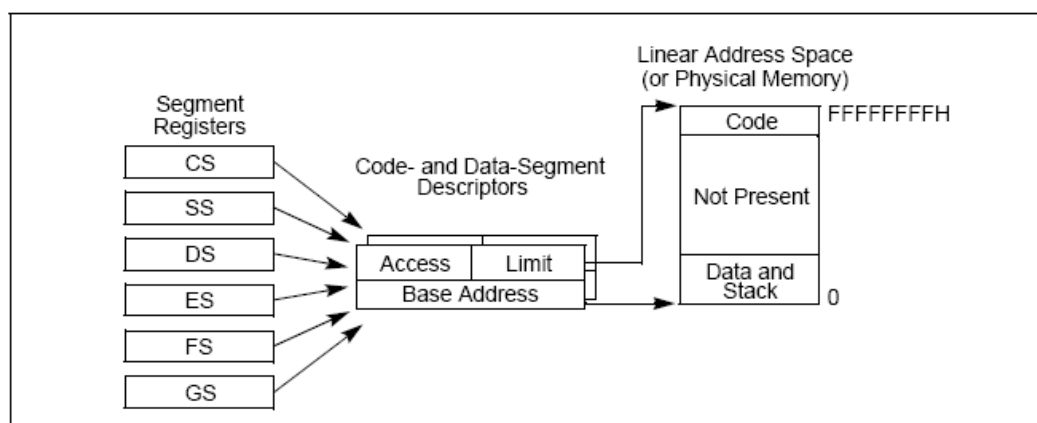 Segment
Registers
CS
SS
DS
ES
FS
GS
Code- and Data-Segment
Descriptors
Access
Limit
Base Address
Linear Address Space
(or Physical Memory)
Code
FFFFFFFFH
Not Present
Data and
Stack
0